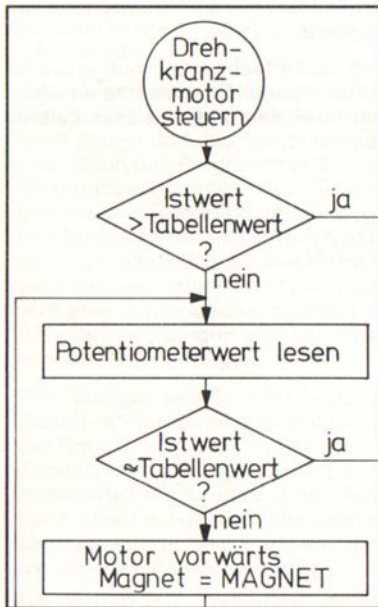 Dreh-
kranz-
motor
steuern
Istwert
>Tabellenwert
?
ja
nein
Potentiometerwert lesen
Istwert
≈Tabellenwert
?
ja
nein
Motor vorwärts
Magnet = MAGNET